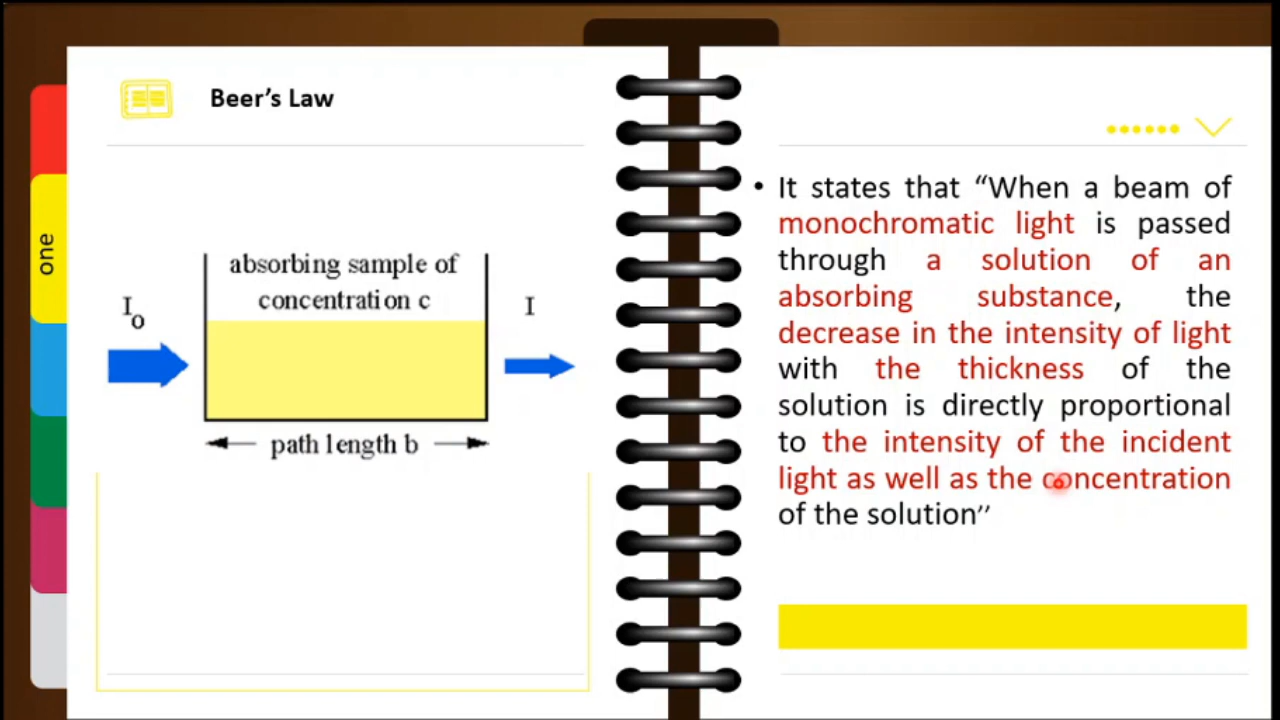 Beer's Law
one
absorbing sample of
concentration c
I₀
I
path length b
• It states that “When a beam of
monochromatic light is passed
through a solution of an
absorbing substance, the
decrease in the intensity of light
with the thickness of the
solution is directly proportional
to the intensity of the incident
light as well as the concentration
of the solution’’